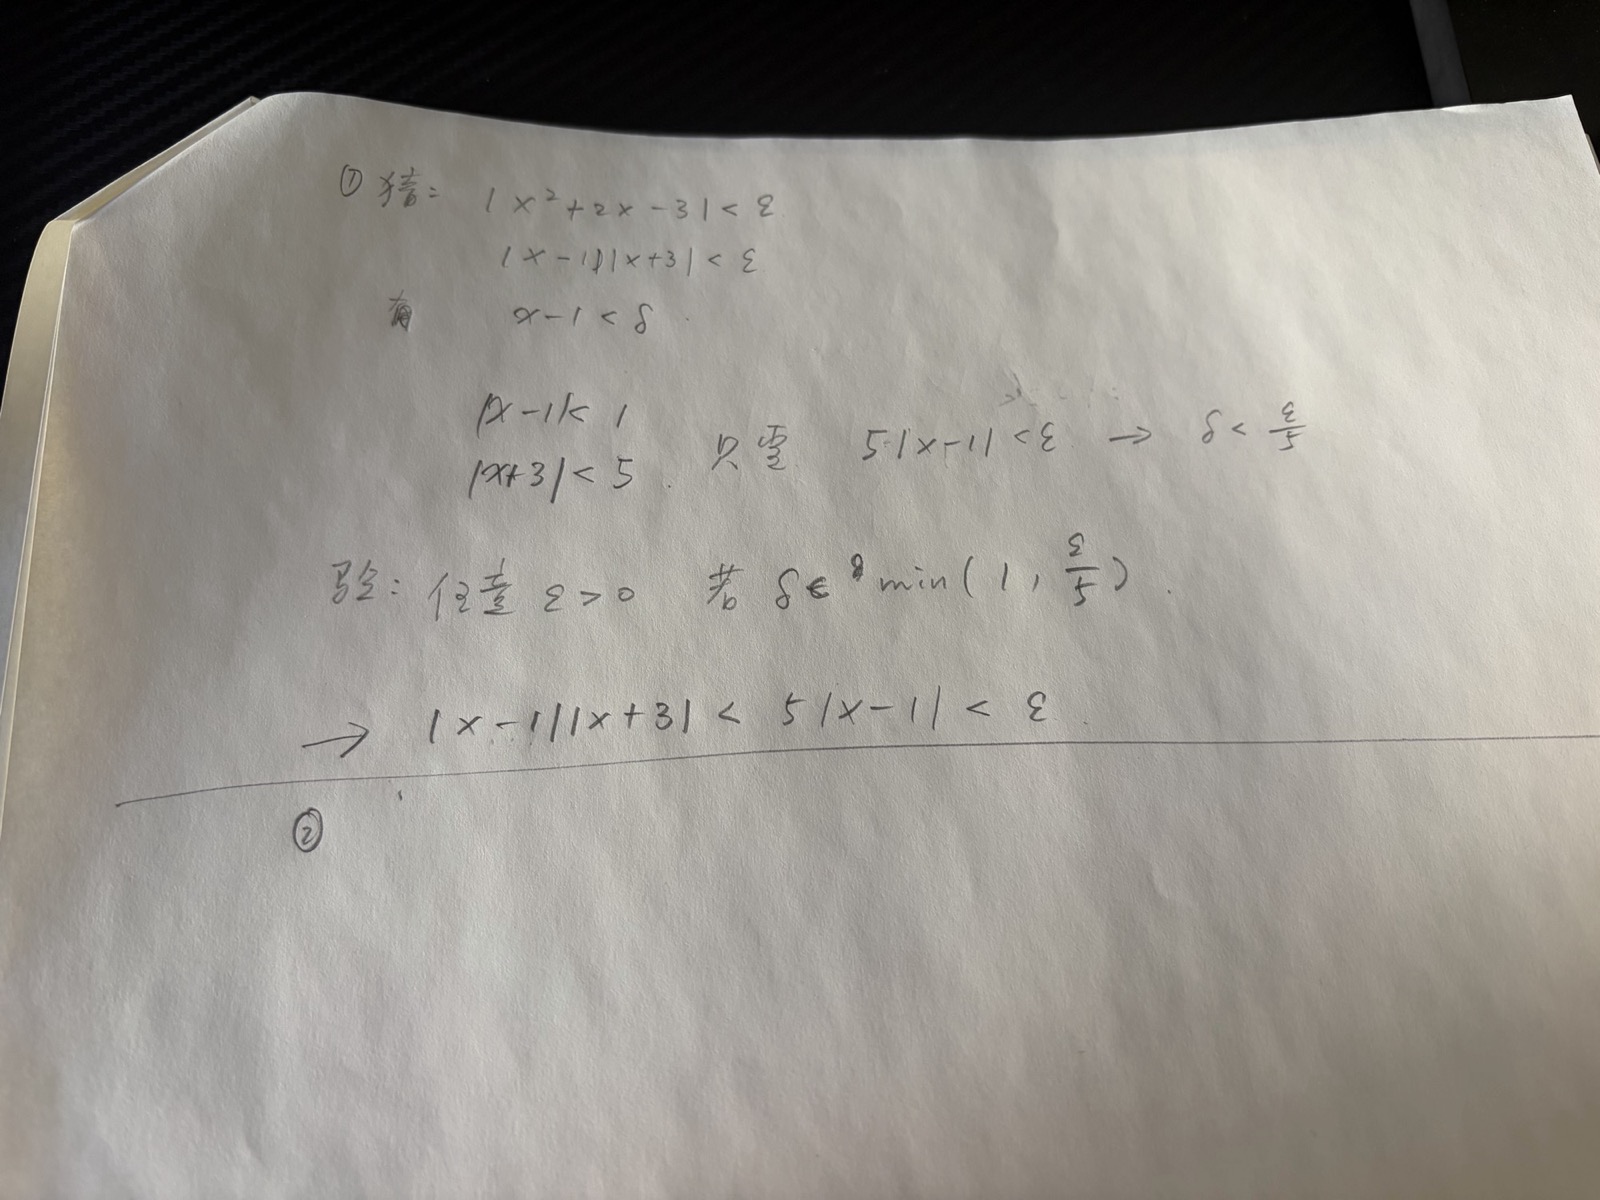 ① 猜: |x²+2x-3|<ε
|x-1||x+3|<ε
有 x-1<δ
|x-1|<1
|x+3|<5. 只需 5|x-1|<ε → δ<ε/5
验: 任意 ε>0 若 δ min(1, ε/5).
→ |x-1||x+3| < 5|x-1| < ε.
②